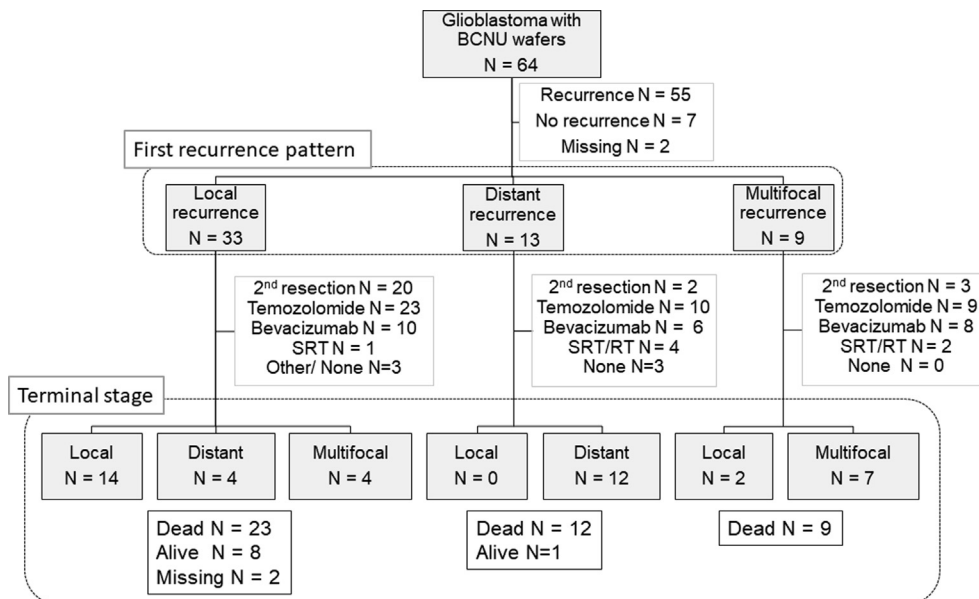 Glioblastoma with
BCNU wafers
N = 64
Recurrence N = 55
No recurrence N = 7
Missing N = 2
First recurrence pattern
Local
recurrence
N = 33
Distant
recurrence
N = 13
Multifocal
recurrence
N = 9
2nd resection N = 20
Temozolomide N = 23
Bevacizumab N = 10
SRT N = 1
Other/ None N=3
2nd resection N = 2
Temozolomide N = 10
Bevacizumab N = 6
SRT/RT N = 4
None N=3
2nd resection N = 3
Temozolomide N = 9
Bevacizumab N = 8
SRT/RT N = 2
None N = 0
Terminal stage
Local
N = 14
Distant
N = 4
Multifocal
N = 4
Local
N = 0
Distant
N = 12
Local
N = 2
Multifocal
N = 7
Dead N = 23
Alive N = 8
Missing N = 2
Dead N = 12
Alive N=1
Dead N = 9